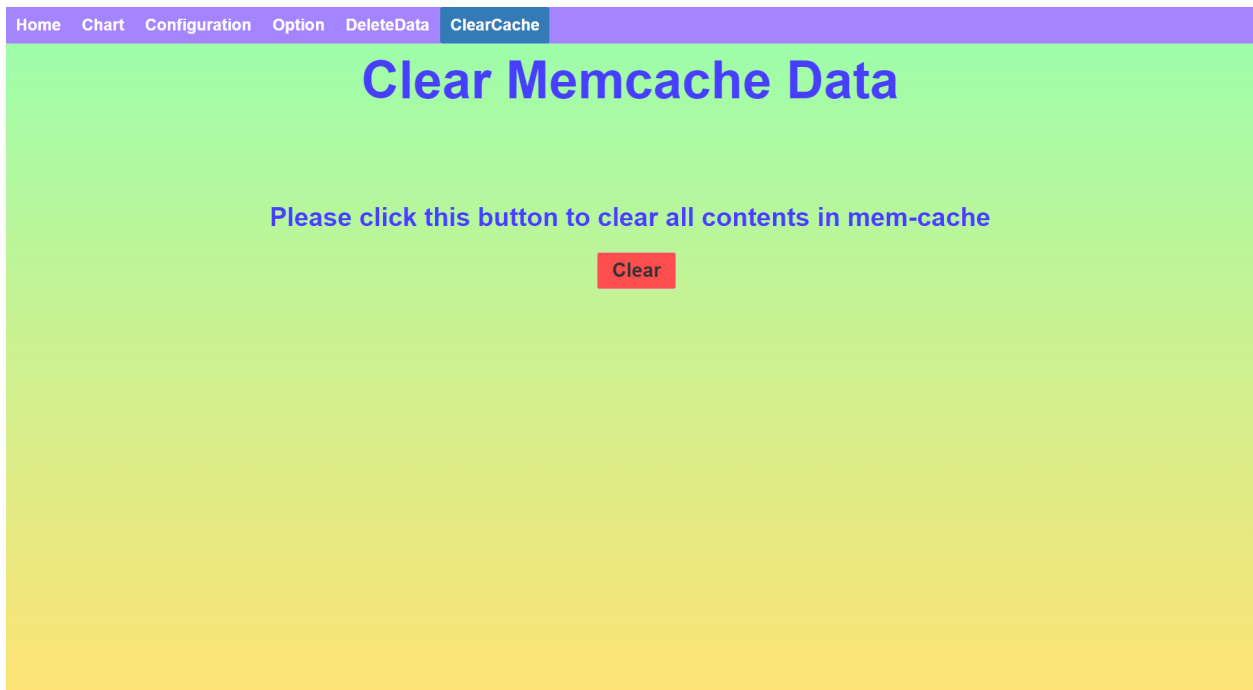 Home Chart Configuration Option DeleteData ClearCache
Clear Memcache Data
Please click this button to clear all contents in mem-cache
Clear